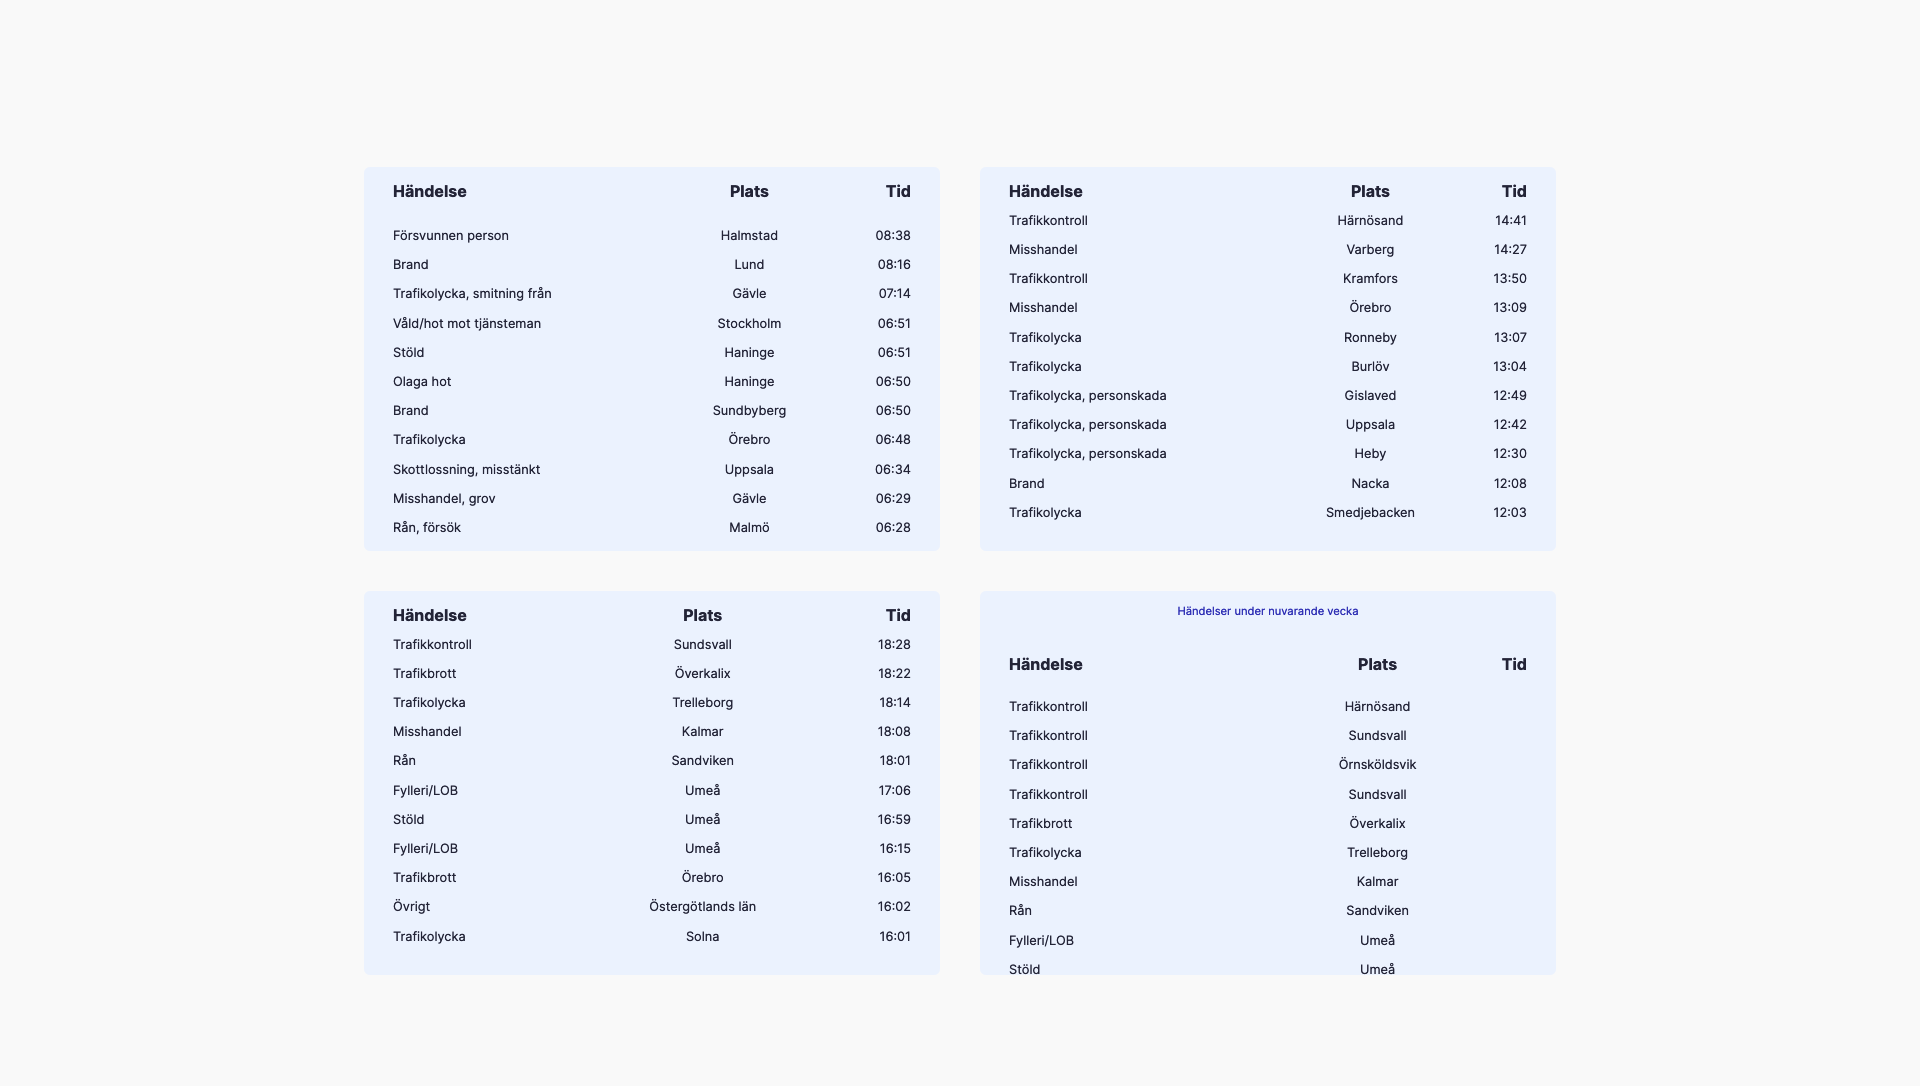 Händelse Plats Tid
Försvunnen person Halmstad 08:38
Brand Lund 08:16
Trafikolycka, smitning från Gävle 07:14
Våld/hot mot tjänsteman Stockholm 06:51
Stöld Haninge 06:51
Olaga hot Haninge 06:50
Brand Sundbyberg 06:50
Trafikolycka Örebro 06:48
Skottlossning, misstänkt Uppsala 06:34
Misshandel, grov Gävle 06:29
Rån, försök Malmö 06:28
Händelse Plats Tid
Trafikkontroll Härnösand 14:41
Misshandel Varberg 14:27
Trafikkontroll Kramfors 13:50
Misshandel Örebro 13:09
Trafikolycka Ronneby 13:07
Trafikolycka Burlöv 13:04
Trafikolycka, personskada Gislaved 12:49
Trafikolycka, personskada Uppsala 12:42
Trafikolycka, personskada Heby 12:30
Brand Nacka 12:08
Trafikolycka Smedjebacken 12:03
Händelse Plats Tid
Trafikkontroll Sundsvall 18:28
Trafikbrott Överkalix 18:22
Trafikolycka Trelleborg 18:14
Misshandel Kalmar 18:08
Rån Sandviken 18:01
Fylleri/LOB Umeå 17:06
Stöld Umeå 16:59
Fylleri/LOB Umeå 16:15
Trafikbrott Örebro 16:05
Övrigt Östergötlands län 16:02
Trafikolycka Solna 16:01
Händelser under nuvarande vecka
Händelse Plats Tid
Trafikkontroll Härnösand
Trafikkontroll Sundsvall
Trafikkontroll Örnsköldsvik
Trafikkontroll Sundsvall
Trafikbrott Överkalix
Trafikolycka Trelleborg
Misshandel Kalmar
Rån Sandviken
Fylleri/LOB Umeå
Stöld Umeå